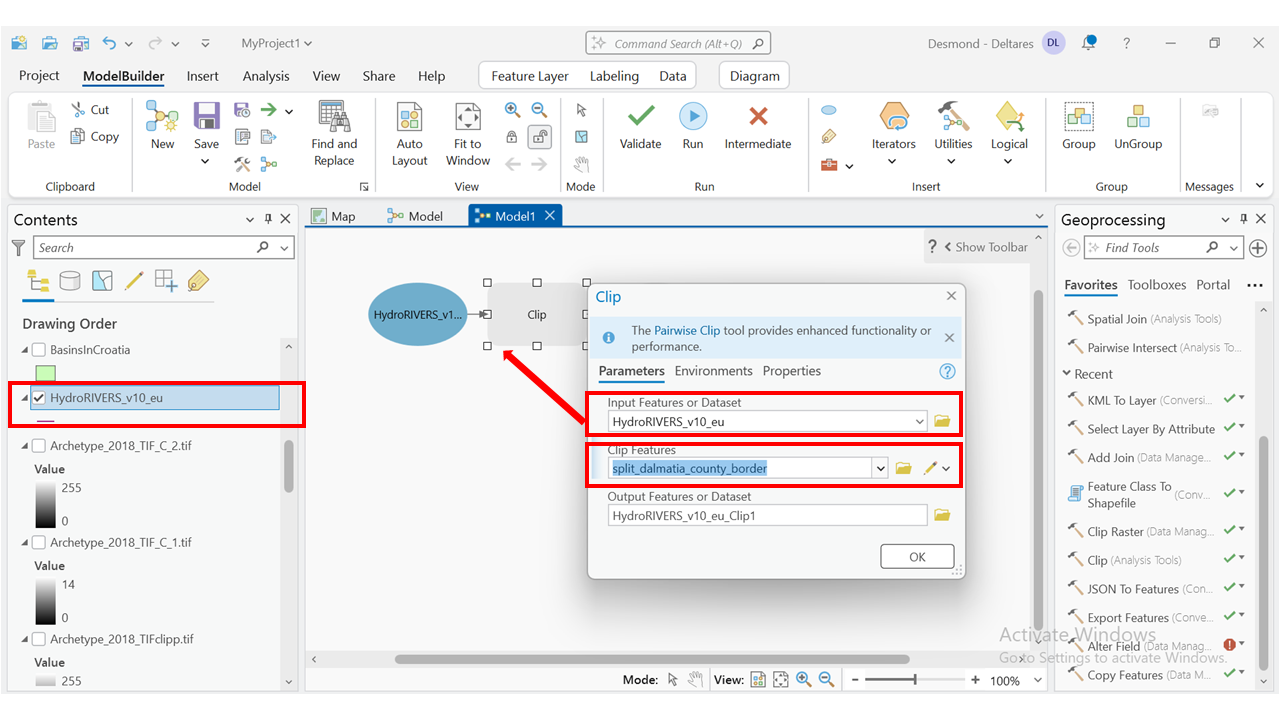 MyProject1
Command Search (Alt+Q)
Desmond - Deltares
DL
?
Project
ModelBuilder
Insert
Analysis
View
Share
Help
Feature Layer
Labeling
Data
Diagram
Paste
Cut
Copy
New
Save
Find and
Replace
Auto
Layout
Fit to
Window
Validate
Run
Intermediate
Iterators
Utilities
Logical
Group
UnGroup
Clipboard
Model
View
Mode
Run
Insert
Group
Messages
Contents
Search
Drawing Order
BasinsInCroatia
HydroRIVERS_v10_eu
Archetype_2018_TIF_C_2.tif
Value
255
0
Archetype_2018_TIF_C_1.tif
Value
14
0
Archetype_2018_TIFclipp.tif
Value
255
Map
Model
Model1
? < Show Toolbar
HydroRIVERS_v1...
Clip
Clip
The Pairwise Clip tool provides enhanced functionality or
performance.
Parameters
Environments
Properties
?
Input Features or Dataset
HydroRIVERS_v10_eu
Clip Features
split_dalmatia_county_border
Output Features or Dataset
HydroRIVERS_v10_eu_Clip1
OK
Mode:
View:
100%
Geoprocessing
Find Tools
Favorites
Toolboxes
Portal
...
Spatial Join (Analysis Tools)
Pairwise Intersect (Analysis To...
Recent
KML To Layer (Conversi...
Select Layer By Attribute
Add Join (Data Manage...
Feature Class To
Shapefile
(Conv...
Clip Raster (Data Manag...
Clip (Analysis Tools)
JSON To Features (Con...
Export Features (Conve...
Alter Field (Data Manag...
Copy Features (Data M...
Activate Windows
Go to Settings to activate Windows.